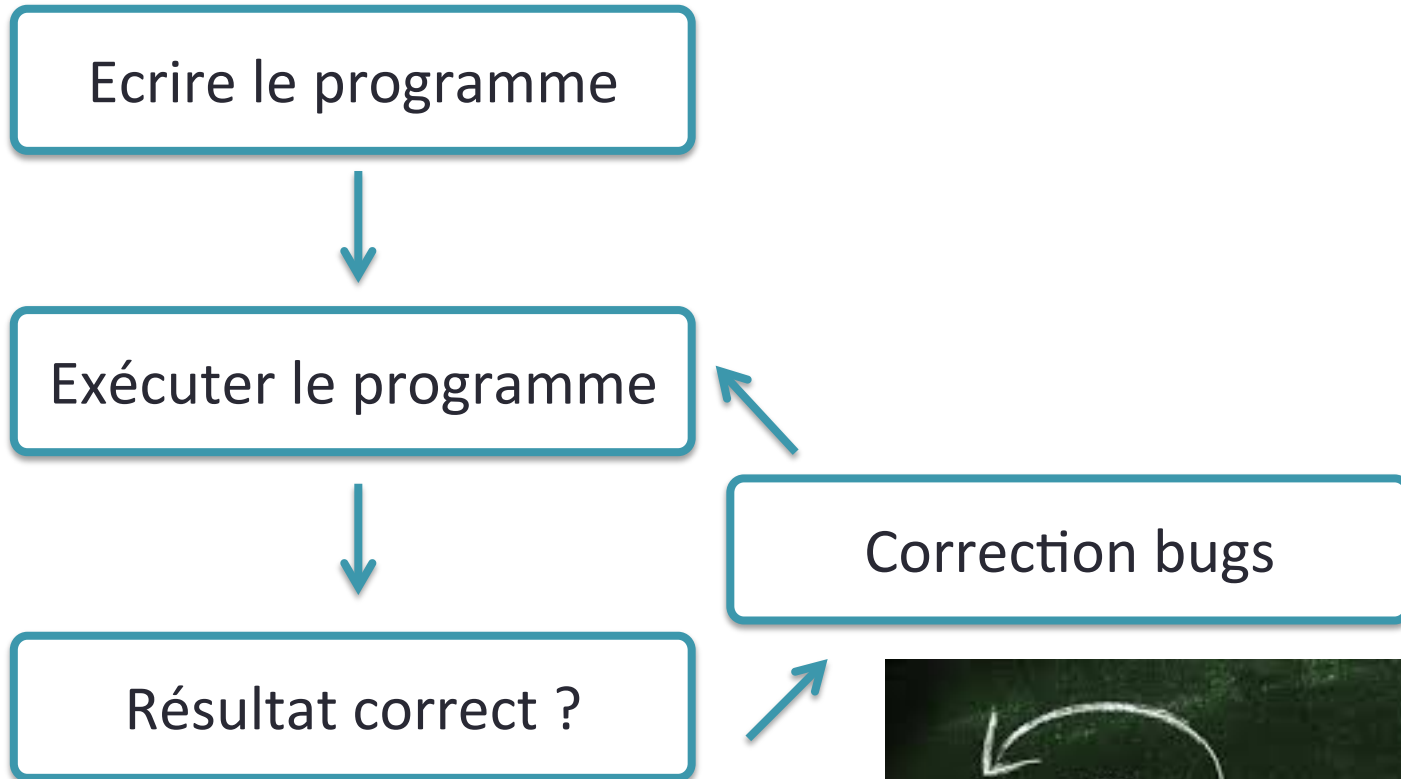 Ecrire le programme
Exécuter le programme
Correction bugs
Résultat correct ?